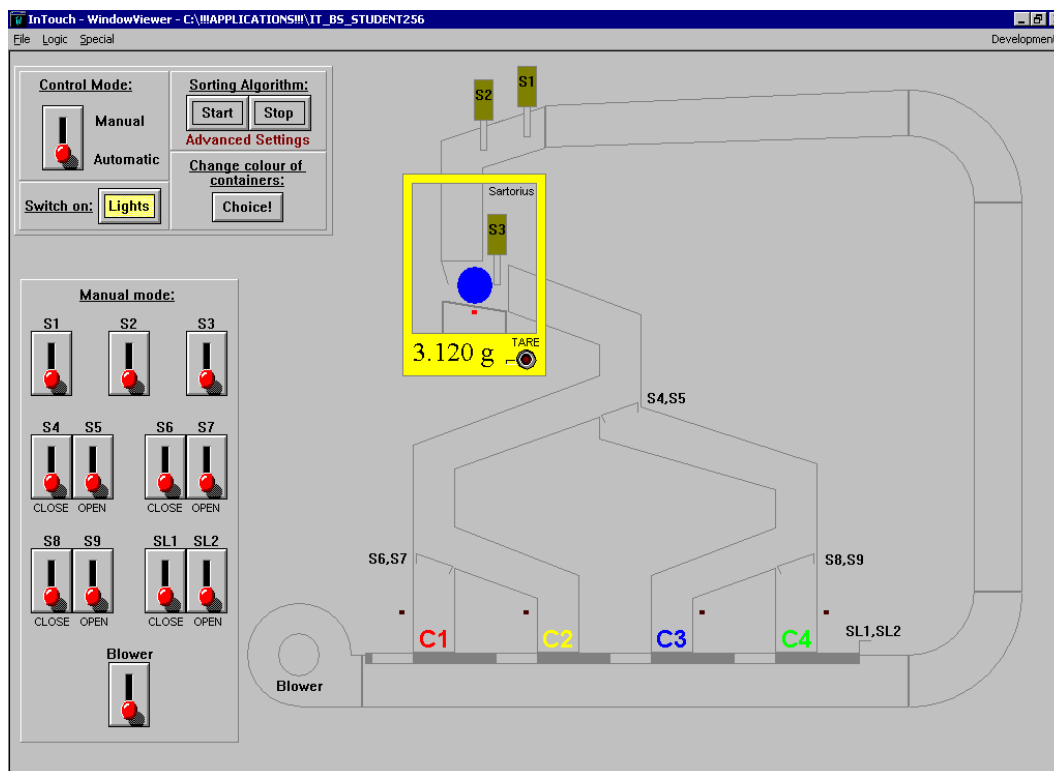 InTouch - WindowViewer - C:\!!!APPLICATIONS!!!\IT_BS_STUDENT256
File Logic Special
Development
Control Mode:
Manual
Automatic
Switch on: Lights
Sorting Algorithm:
Start Stop
Advanced Settings
Change colour of
containers:
Choice!
Manual mode:
S1 S2 S3
S4 S5 S6 S7
CLOSE OPEN CLOSE OPEN
S8 S9 SL1 SL2
CLOSE OPEN CLOSE OPEN
Blower
S1
S2
Sartorius
S3
TARE
3.120 g
S4,S5
S6,S7
S8,S9
C1 C2 C3 C4
SL1,SL2
Blower